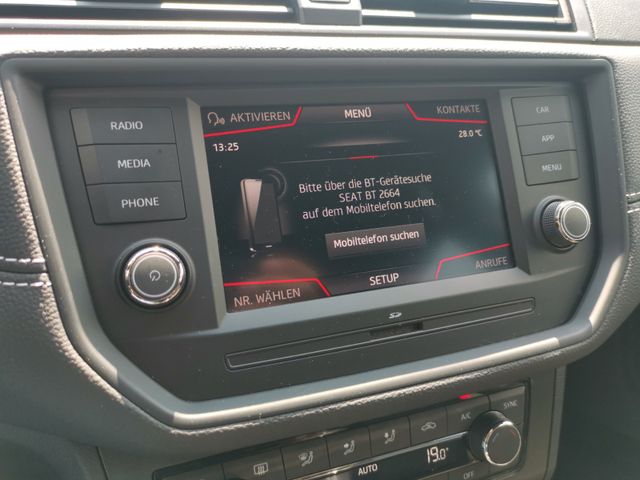 AKTIVIEREN MENÜ KONTAKTE
13:25 28.0 °C
Bitte über die BT-Gerätesuche
SEAT BT 2664
auf dem Mobiltelefon suchen.
Mobiltelefon suchen
NR. WÄHLEN SETUP ANRUFE
RADIO
MEDIA
PHONE
CAR
APP
MENU
SD
A/C SYNC
AUTO 19.0° OFF